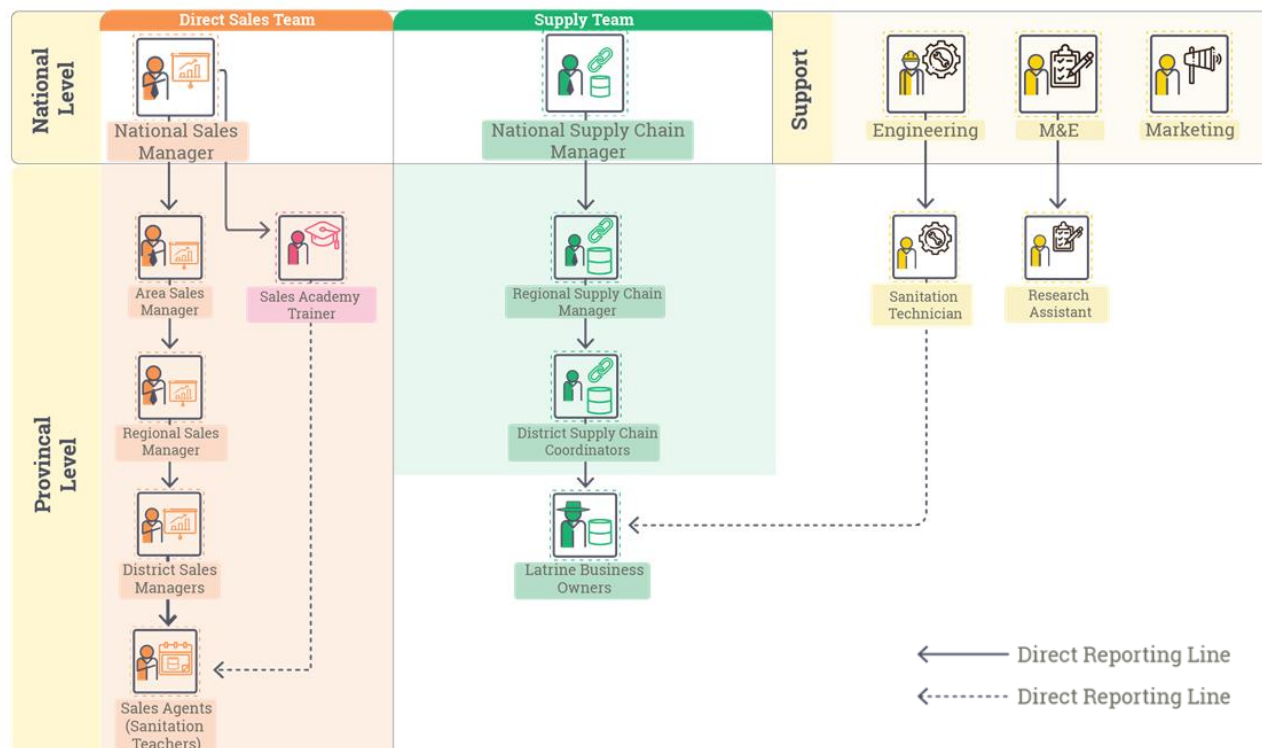 Direct Sales Team
Supply Team
National
Level
Support
National Sales
Manager
National Supply Chain
Manager
Engineering
M&E
Marketing
Provincal
Level
Area Sales
Manager
Sales Academy
Trainer
Regional Supply Chain
Manager
Sanitation
Technician
Research
Assistant
Regional Sales
Manager
District Supply Chain
Coordinators
District Sales
Managers
Latrine Business
Owners
Sales Agents
(Sanitation
Teachers)
Direct Reporting Line
Direct Reporting Line